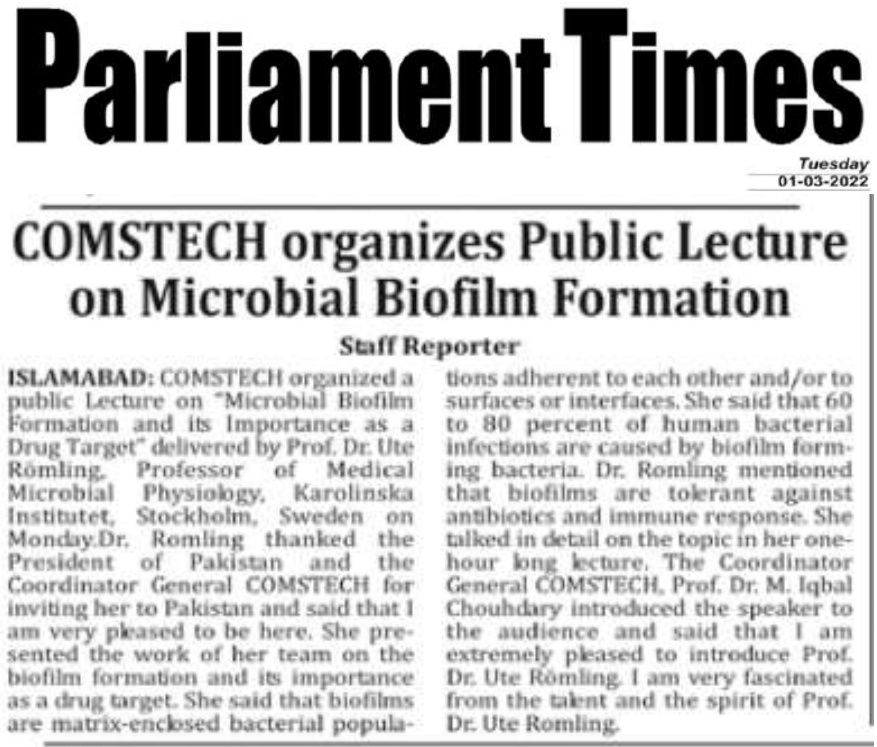 Parliament Times
Tuesday
01-03-2022
COMSTECH organizes Public Lecture
on Microbial Biofilm Formation
Staff Reporter
ISLAMABAD: COMSTECH organized a
public Lecture on "Microbial Biofilm
Formation and its Importance as a
Drug Target" delivered by Prof. Dr. Ute
Römling, Professor of Medical
Microbial Physiology, Karolinska
Institutet, Stockholm, Sweden on
Monday.Dr. Romling thanked the
President of Pakistan and the
Coordinator General COMSTECH for
inviting her to Pakistan and said that I
am very pleased to be here. She pre-
sented the work of her team on the
biofilm formation and its importance
as a drug target. She said that biofilms
are matrix-enclosed bacterial popula-
tions adherent to each other and/or to
surfaces or interfaces. She said that 60
to 80 percent of human bacterial
infections are caused by biofilm form-
ing bacteria. Dr. Romling mentioned
that biofilms are tolerant against
antibiotics and immune response. She
talked in detail on the topic in her one-
hour long lecture. The Coordinator
General COMSTECH, Prof. Dr. M. Iqbal
Chouhdary introduced the speaker to
the audience and said that I am
extremely pleased to introduce Prof.
Dr. Ute Römling. I am very fascinated
from the talent and the spirit of Prof.
Dr. Ute Romling.